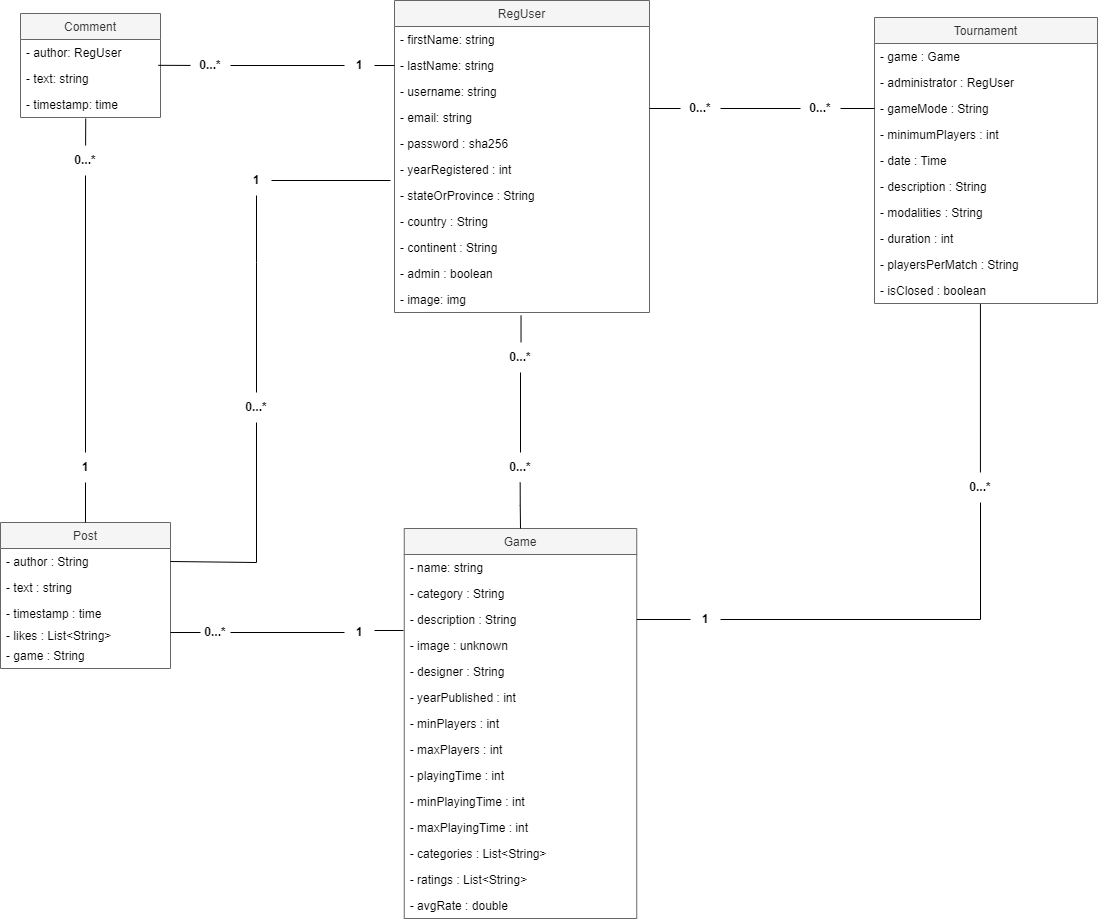 Comment
- author: RegUser
- text: string
- timestamp: time
RegUser
- firstName: string
- lastName: string
- username: string
- email: string
- password : sha256
- yearRegistered : int
- stateOrProvince : String
- country : String
- continent : String
- admin : boolean
- image: img
Tournament
- game : Game
- administrator : RegUser
- gameMode : String
- minimumPlayers : int
- date : Time
- description : String
- modalities : String
- duration : int
- playersPerMatch : String
- isClosed : boolean
0...*
1
0...*
0...*
0...*
1
0...*
1
0...*
0...*
0...*
Post
- author : String
- text : string
- timestamp : time
- likes : List<String>
- game : String
0...*
1
Game
- name: string
- category : String
- description : String
- image : unknown
- designer : String
- yearPublished : int
- minPlayers : int
- maxPlayers : int
- playingTime : int
- minPlayingTime : int
- maxPlayingTime : int
- categories : List<String>
- ratings : List<String>
- avgRate : double
1